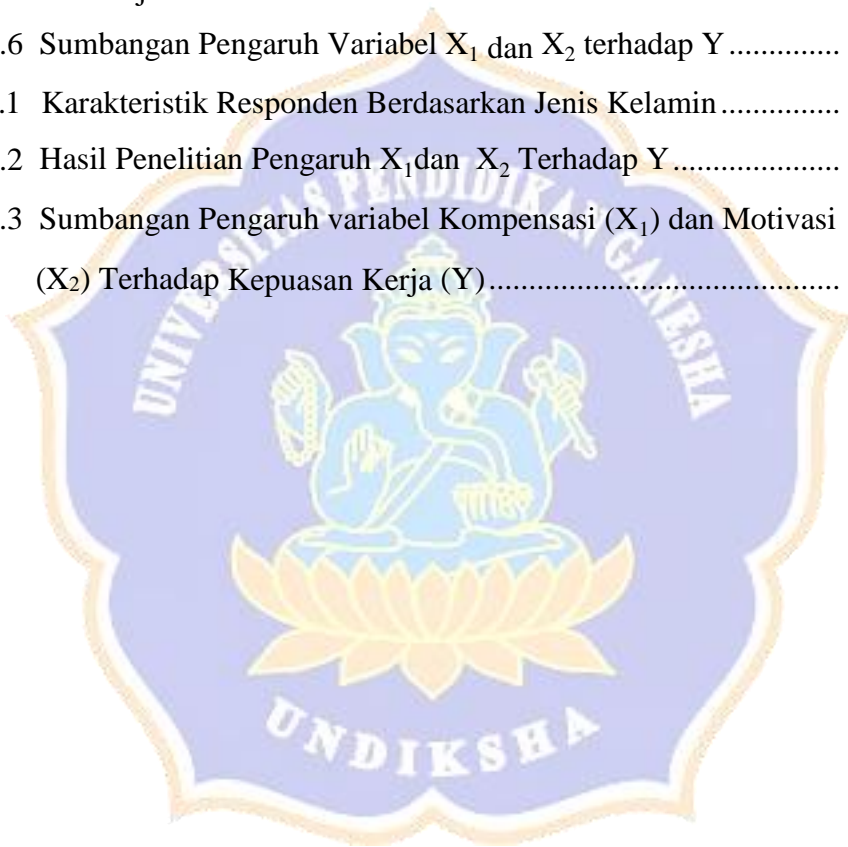 .6 Sumbangan Pengaruh Variabel X₁ dan X₂ terhadap Y ..............
.1 Karakteristik Responden Berdasarkan Jenis Kelamin ..............
.2 Hasil Penelitian Pengaruh X₁dan X₂ Terhadap Y ....................
.3 Sumbangan Pengaruh variabel Kompensasi (X₁) dan Motivasi
(X₂) Terhadap Kepuasan Kerja (Y) ..........................................
UNIVERSITAS PENDIDIKAN GANESHA
UNDIKSHA